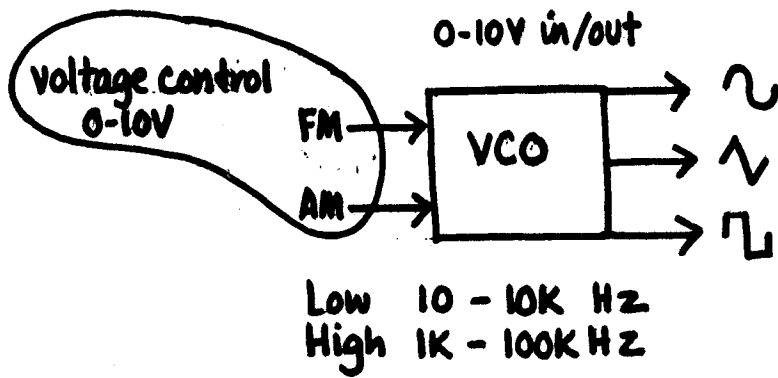 0-10V in/out
voltage control
0-10V
FM
VCO
AM
Low 10 - 10K Hz
High 1K - 100K Hz